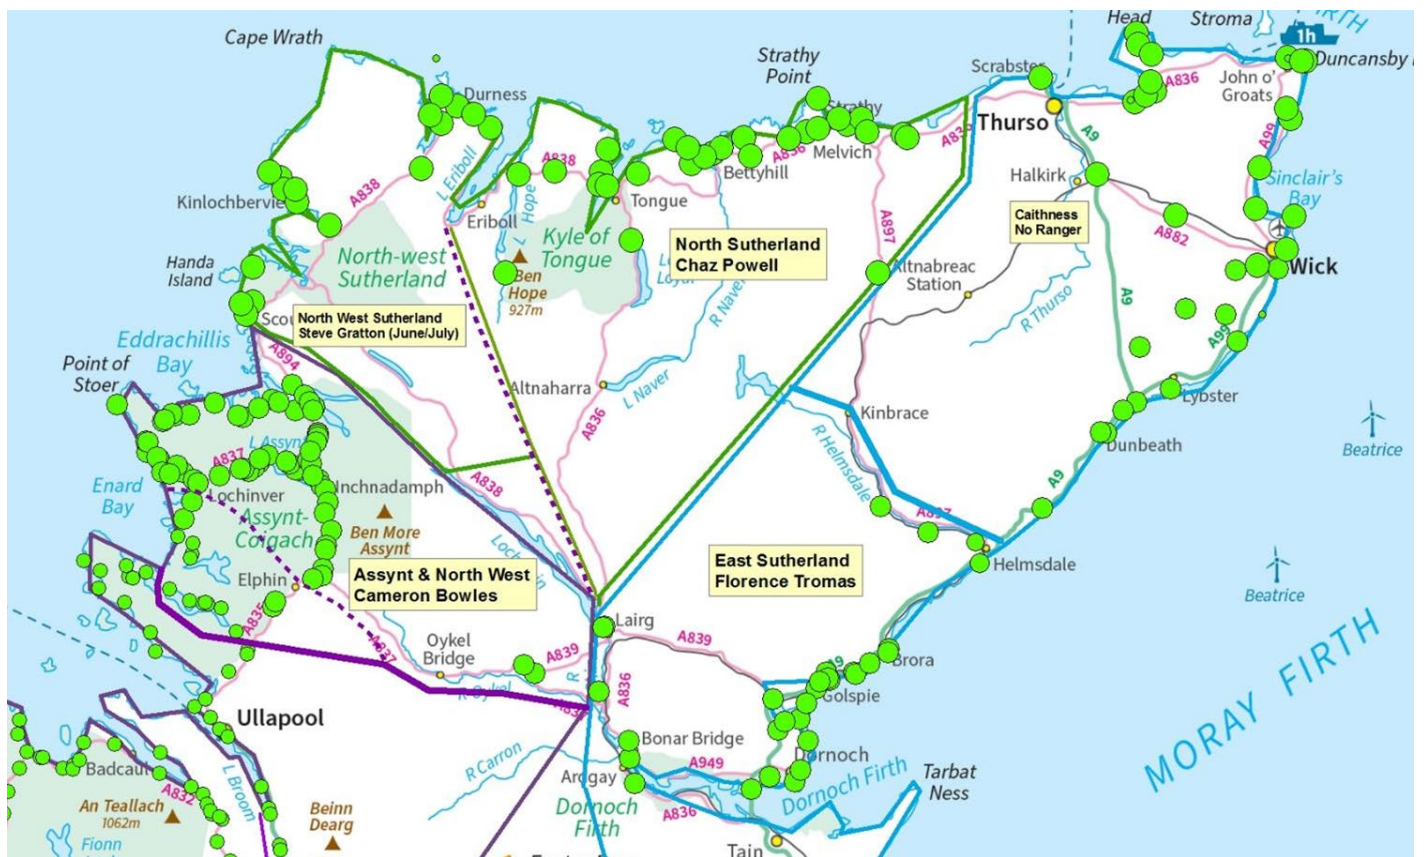 Head
Stroma
FIRTH
1h
Cape Wrath
Strathy
Point
Scrabster
Duncansby
John o'
Groats
A836
Durness
Strathy
Thurso
A9
A99
A838
Melvich
A836
Bettyhill
L Eriboll
A838
L Hope
Halkirk
Sinclair's
Bay
Kinlochbervie
Eriboll
Tongue
Caithness
No Ranger
A882
North-west
Sutherland
Kyle of
Tongue
North Sutherland
Chaz Powell
A897
Wick
Handa
Island
Ben
Hope
927m
R Naver
Altnabreac
Station
A9
R Thurso
North West Sutherland
Steve Gratton (June/July)
Eddrachillis
Bay
A894
A99
Point of
Stoer
Altnaharra
L Naver
Lybster
A836
Kinbrace
R Helmsdale
Dunbeath
Beatrice
L Assynt
A837
Enard
Bay
Lochinver
Inchnadamph
A838
A9
Assynt-
Coigach
Ben More
Assynt
A897
Helmsdale
Elphin
Assynt & North West
Cameron Bowles
East Sutherland
Florence Tromas
Beatrice
A835
Lairg
A837
Oykel
Bridge
A839
A839
Brora
R Oykel
A836
A9
Golspie
Ullapool
Bonar Bridge
Dornoch
MORAY FIRTH
R Carron
A949
Badcaul
L Broom
Ardgay
Dornoch Firth
Tarbat
Ness
A832
An Teallach
1062m
Beinn
Dearg
Dornoch
Firth
A836
Fionn
Tain